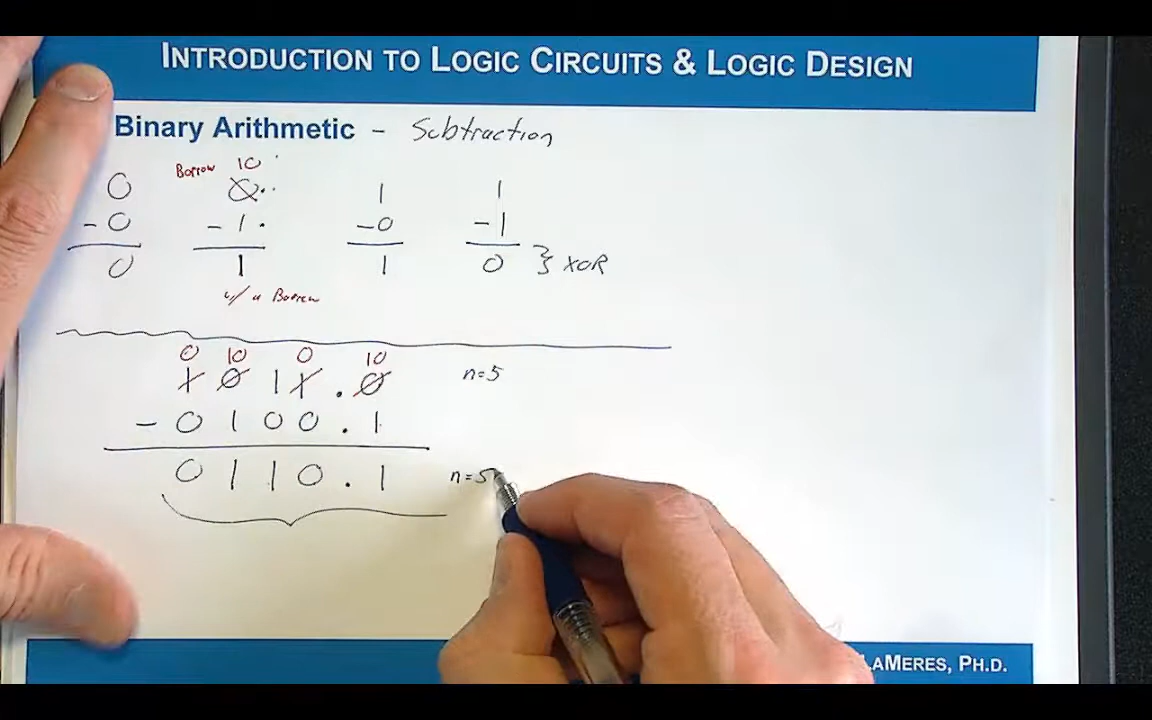 INTRODUCTION TO LOGIC CIRCUITS & LOGIC DESIGN
Binary Arithmetic - Subtraction
Borrow 10
0 0 1 1
-0 -1 -0 -1
0 1 1 0 } XOR
w/ a Borrow
0 10 0 10
1 0 1 1 . 0 n=5
- 0 1 0 0 . 1
0 1 1 0 . 1 n=5
LAMERES, PH.D.